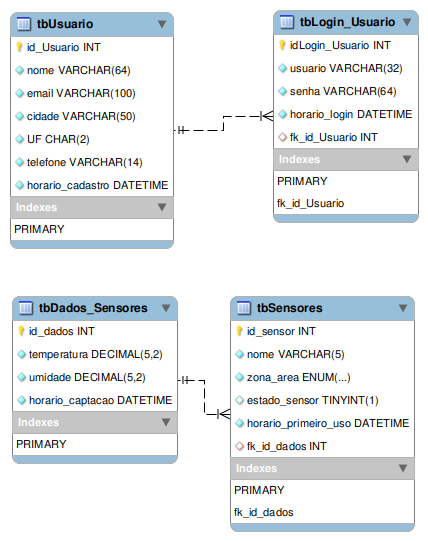 tbUsuario
id_Usuario INT
nome VARCHAR(64)
email VARCHAR(100)
cidade VARCHAR(50)
UF CHAR(2)
telefone VARCHAR(14)
horario_cadastro DATETIME
Indexes
PRIMARY
tbLogin_Usuario
idLogin_Usuario INT
usuario VARCHAR(32)
senha VARCHAR(64)
horario_login DATETIME
fk_id_Usuario INT
Indexes
PRIMARY
fk_id_Usuario
tbDados_Sensores
id_dados INT
temperatura DECIMAL(5,2)
umidade DECIMAL(5,2)
horario_captacao DATETIME
Indexes
PRIMARY
tbSensores
id_sensor INT
nome VARCHAR(5)
zona_area ENUM(...)
estado_sensor TINYINT(1)
horario_primeiro_uso DATETIME
fk_id_dados INT
Indexes
PRIMARY
fk_id_dados